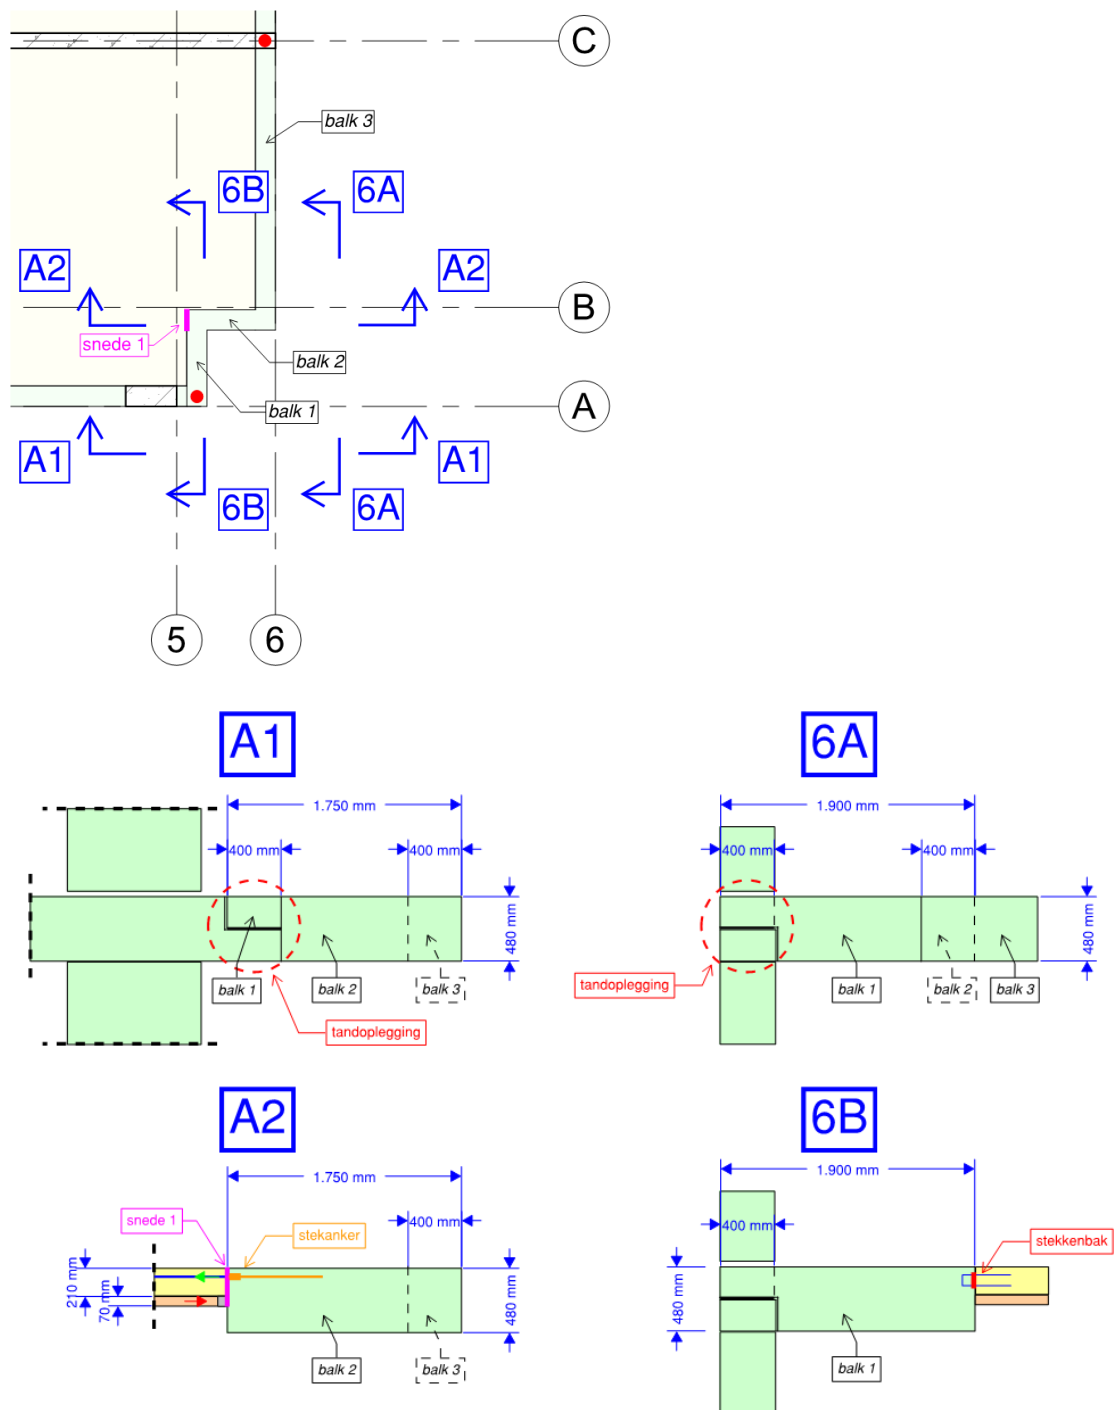 C
balk 3
6B
6A
A2
A2
B
snede 1
balk 2
A
balk 1
A1
A1
6B
6A
5
6
A1
6A
1.750 mm
1.900 mm
400 mm
400 mm
400 mm
400 mm
480 mm
480 mm
balk 1
balk 2
balk 3
balk 1
balk 2
balk 3
tandoplegging
tandoplegging
A2
6B
1.750 mm
1.900 mm
snede 1
stekanker
400 mm
400 mm
stekkenbak
210 mm
70 mm
480 mm
480 mm
balk 2
balk 3
balk 1